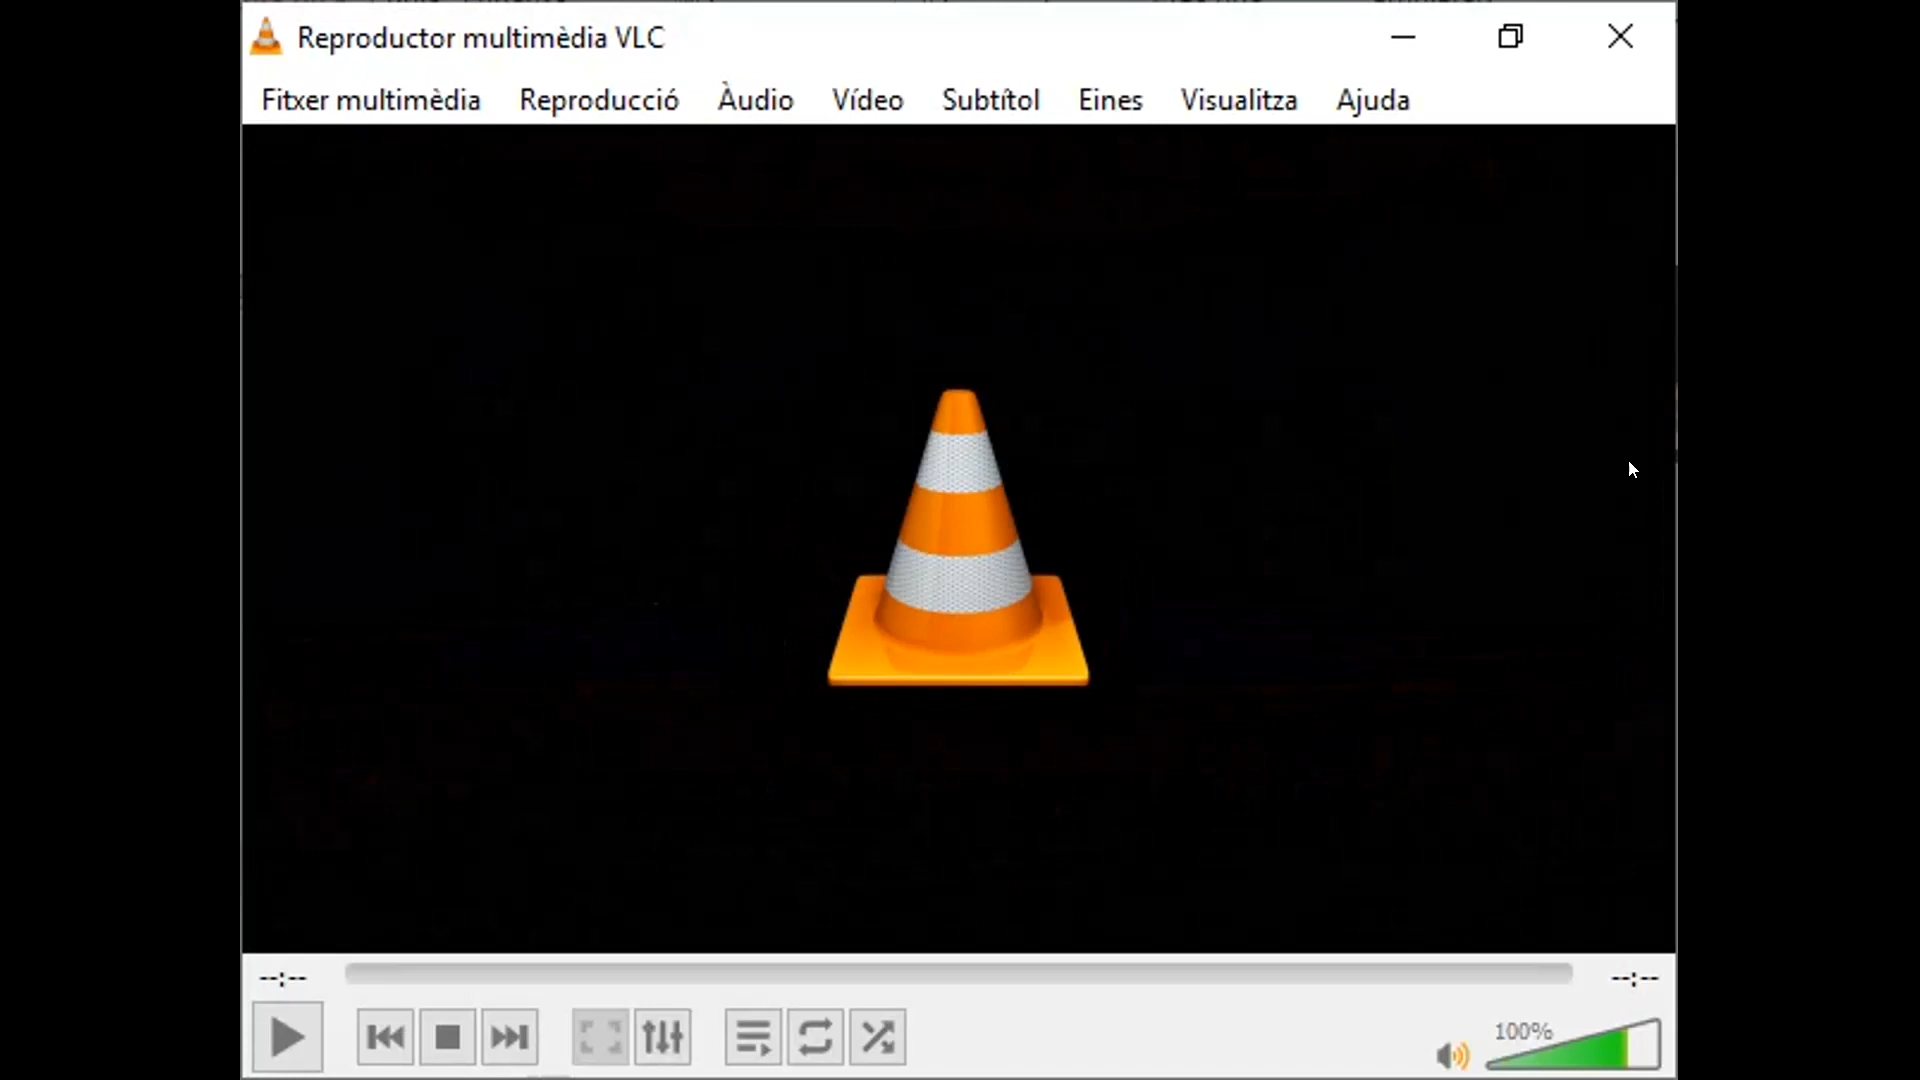 Reproductor multimèdia VLC
Fitxer multimèdia Reproducció Àudio Vídeo Subtítol Eines Visualitza Ajuda
--:-- --:--
100%